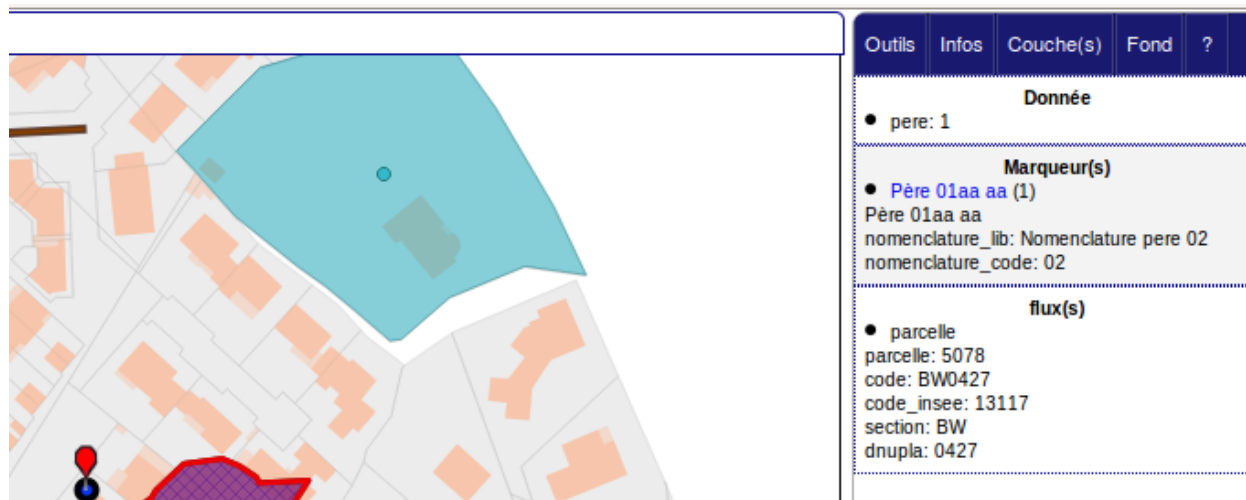 Outils Infos Couche(s) Fond ?
Donnée
pere: 1
Marqueur(s)
Père 01aa aa (1)
Père 01aa aa
nomenclature_lib: Nomenclature pere 02
nomenclature_code: 02
flux(s)
parcelle
parcelle: 5078
code: BW0427
code_insee: 13117
section: BW
dnupla: 0427